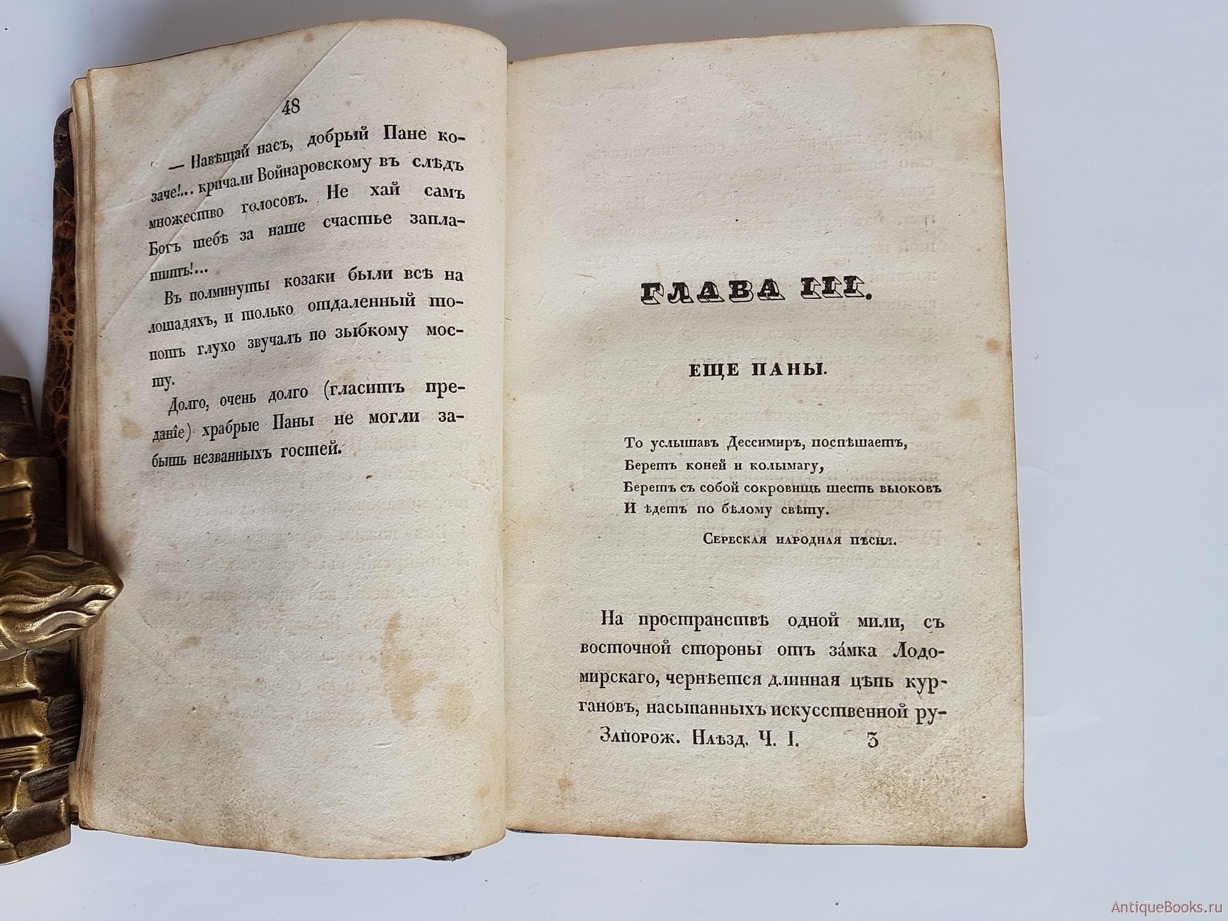 48
— Навѣщай насъ, добрый Пане ко-
заче!.. кричали Войнаровскому въ слѣдъ
множество голосовъ. Не хай самъ
Богъ тебѣ за наше счастье запла-
титъ!...
Въ полминуты козаки были всѣ на
лошадяхъ, и только отдаленный то-
потъ глухо звучалъ по зыбкому мос-
ту.
Долго, очень долго (гласитъ пре-
данїе) храбрые Паны не могли за-
быть незванныхъ гостей.
ГЛАВА III.
ЕЩЕ ПАНЫ.
То услышавъ Дессимиръ, поспѣшаетъ,
Беретъ коней и колымагу,
Беретъ съ собой сокровищь шесть вьюковъ
И ѣдетъ по бѣлому свѣту.
Сербская народная пѣсня.
На пространствѣ одной мили, съ
восточной стороны отъ за́мка Лодо-
мирскаго, чернѣется длинная цѣпь кур-
гановъ, насыпанныхъ искусственной ру-
Запорож. Наѣзд. Ч. I. 3
AntiqueBooks.ru